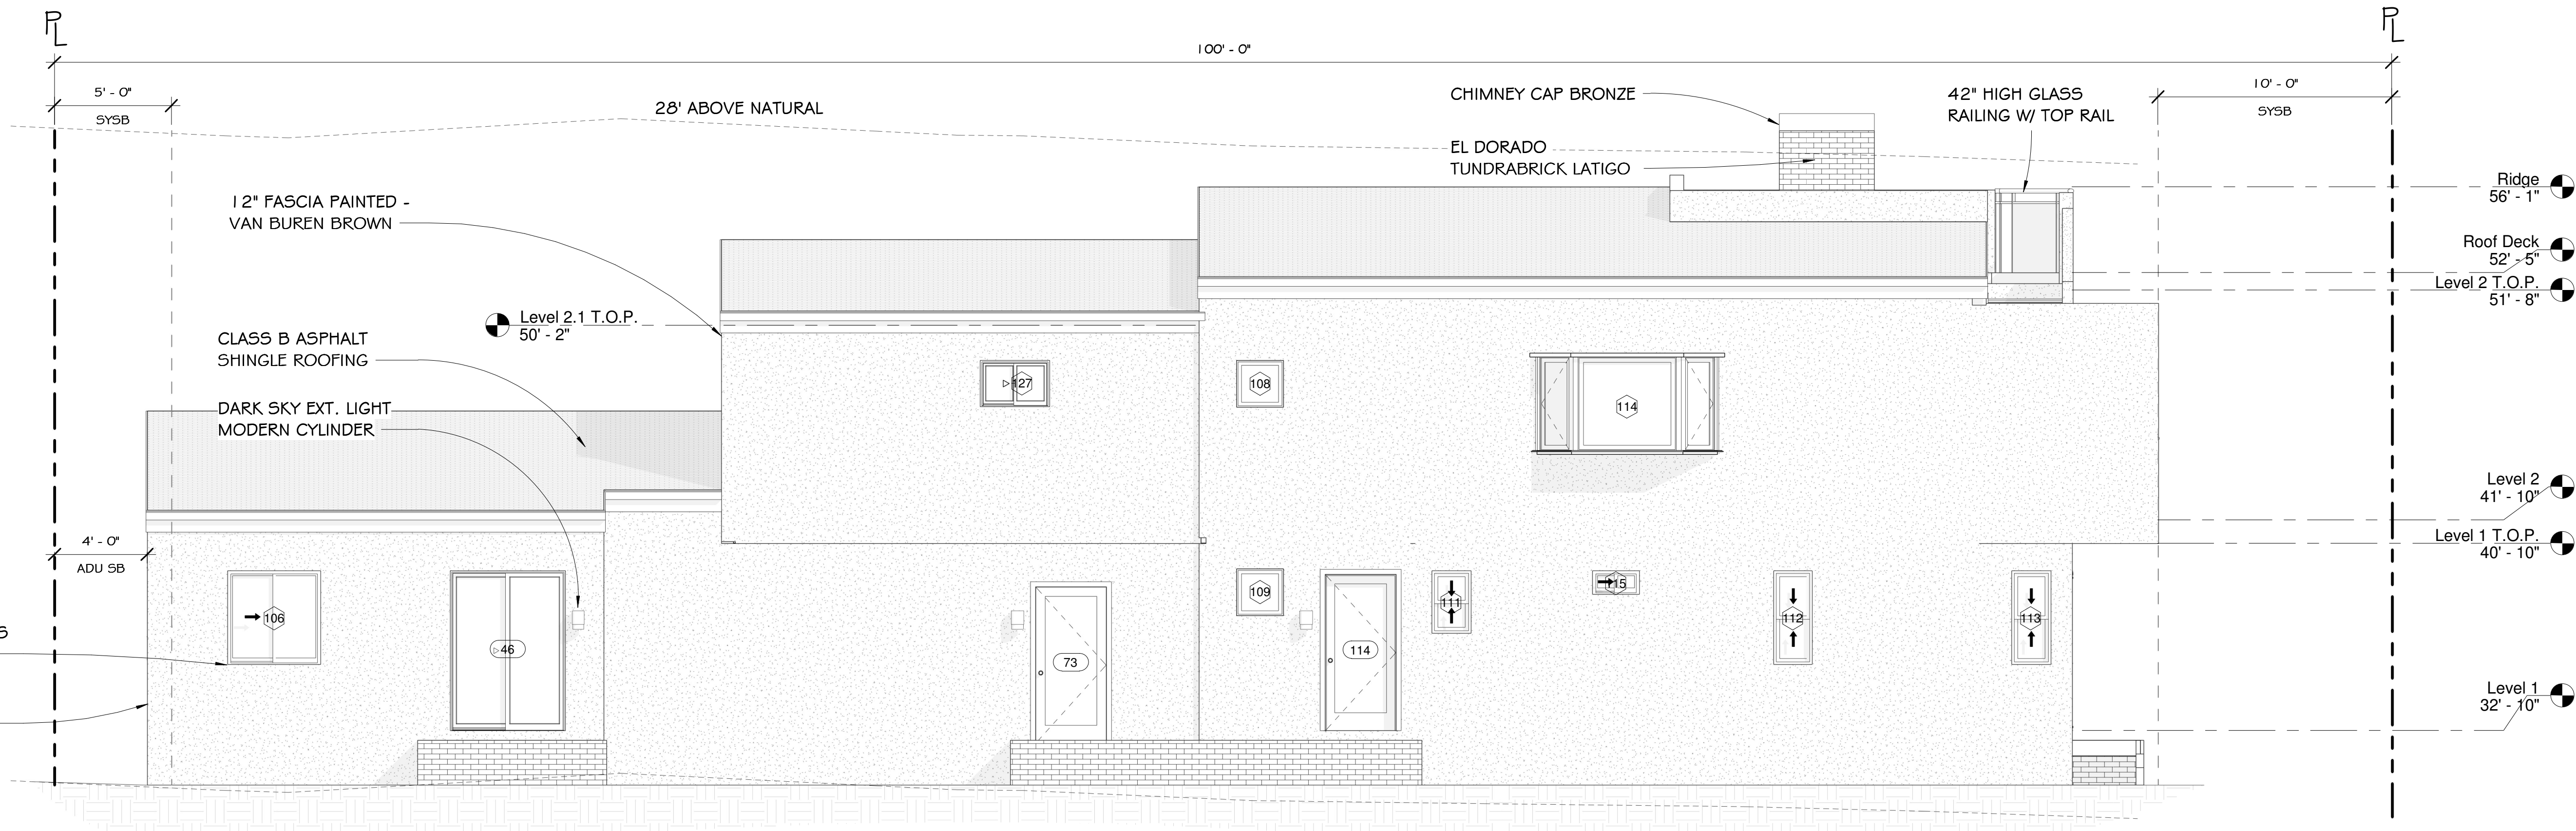 PL
PL
100' - 0"
5' - 0"
SYSB
28' ABOVE NATURAL
CHIMNEY CAP BRONZE
EL DORADO
TUNDRABRICK LATIGO
42" HIGH GLASS
RAILING W/ TOP RAIL
10' - 0"
SYSB
12" FASCIA PAINTED -
VAN BUREN BROWN
Ridge
56' - 1"
Roof Deck
52' - 5"
Level 2 T.O.P.
51' - 8"
Level 2.1 T.O.P.
50' - 2"
CLASS B ASPHALT
SHINGLE ROOFING
DARK SKY EXT. LIGHT
MODERN CYLINDER
127
108
114
Level 2
41' - 10"
Level 1 T.O.P.
40' - 10"
4' - 0"
ADU SB
106
46
73
109
114
111
115
112
113
S
Level 1
32' - 10"